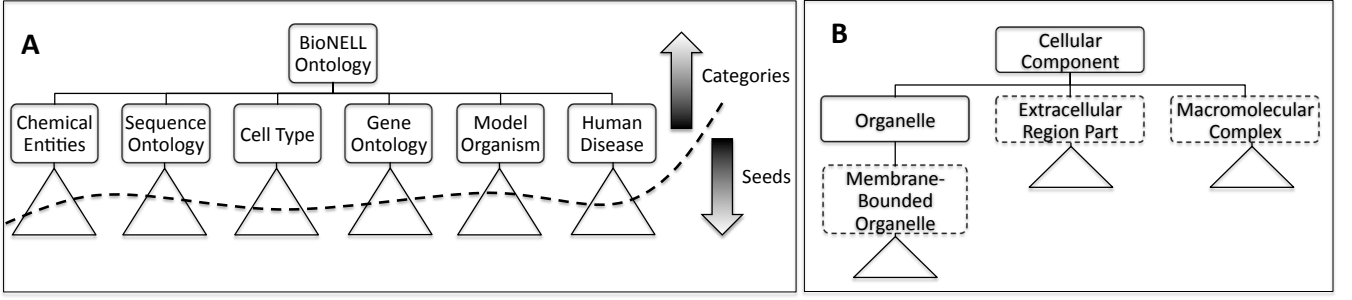 A
BioNELL
Ontology
Categories
Chemical
Entities
Sequence
Ontology
Cell Type
Gene
Ontology
Model
Organism
Human
Disease
Seeds
B
Cellular
Component
Organelle
Extracellular
Region Part
Macromolecular
Complex
Membrane-
Bounded
Organelle